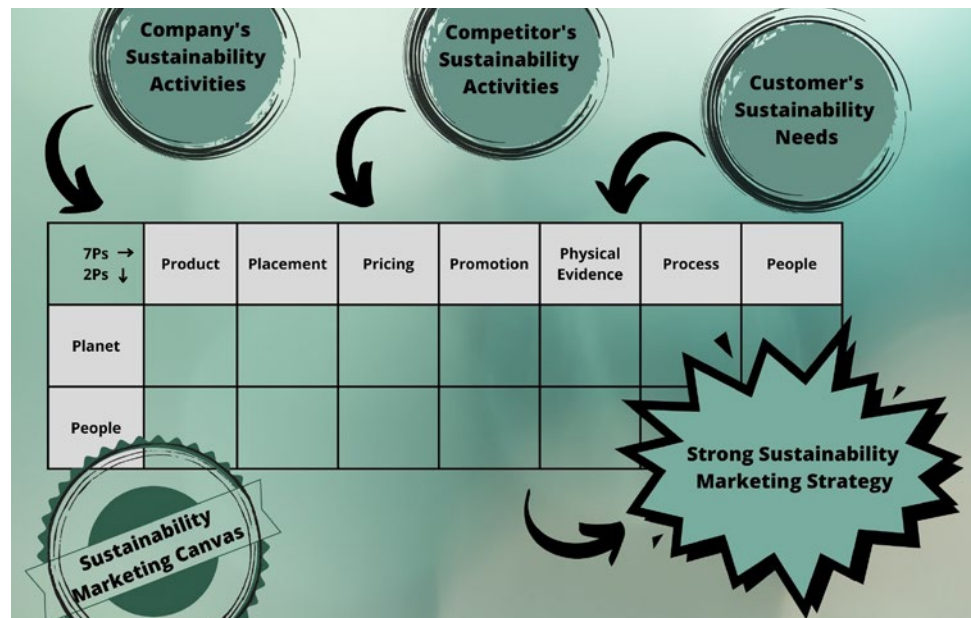 Company's
Sustainability
Activities
Competitor's
Sustainability
Activities
Customer's
Sustainability
Needs
7Ps →
2Ps ↓
Product
Placement
Pricing
Promotion
Physical
Evidence
Process
People
Planet
People
Strong Sustainability
Marketing Strategy
Sustainability
Marketing Canvas